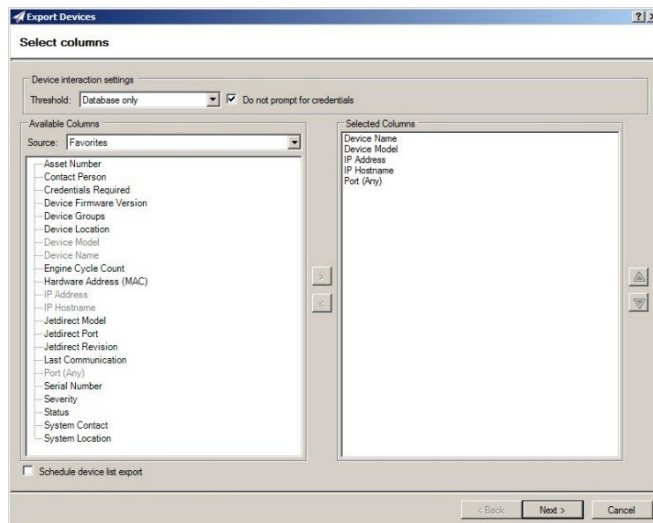 Export Devices
Select columns
Device interaction settings
Threshold: Database only Do not prompt for credentials
Available Columns
Source: Favorites
Asset Number
Contact Person
Credentials Required
Device Firmware Version
Device Groups
Device Location
Device Model
Device Name
Engine Cycle Count
Hardware Address (MAC)
IP Address
IP Hostname
Jetdirect Model
Jetdirect Port
Jetdirect Revision
Last Communication
Port (Any)
Serial Number
Severity
Status
System Contact
System Location
>
<
Selected Columns
Device Name
Device Model
IP Address
IP Hostname
Port (Any)
Schedule device list export
< Back Next > Cancel